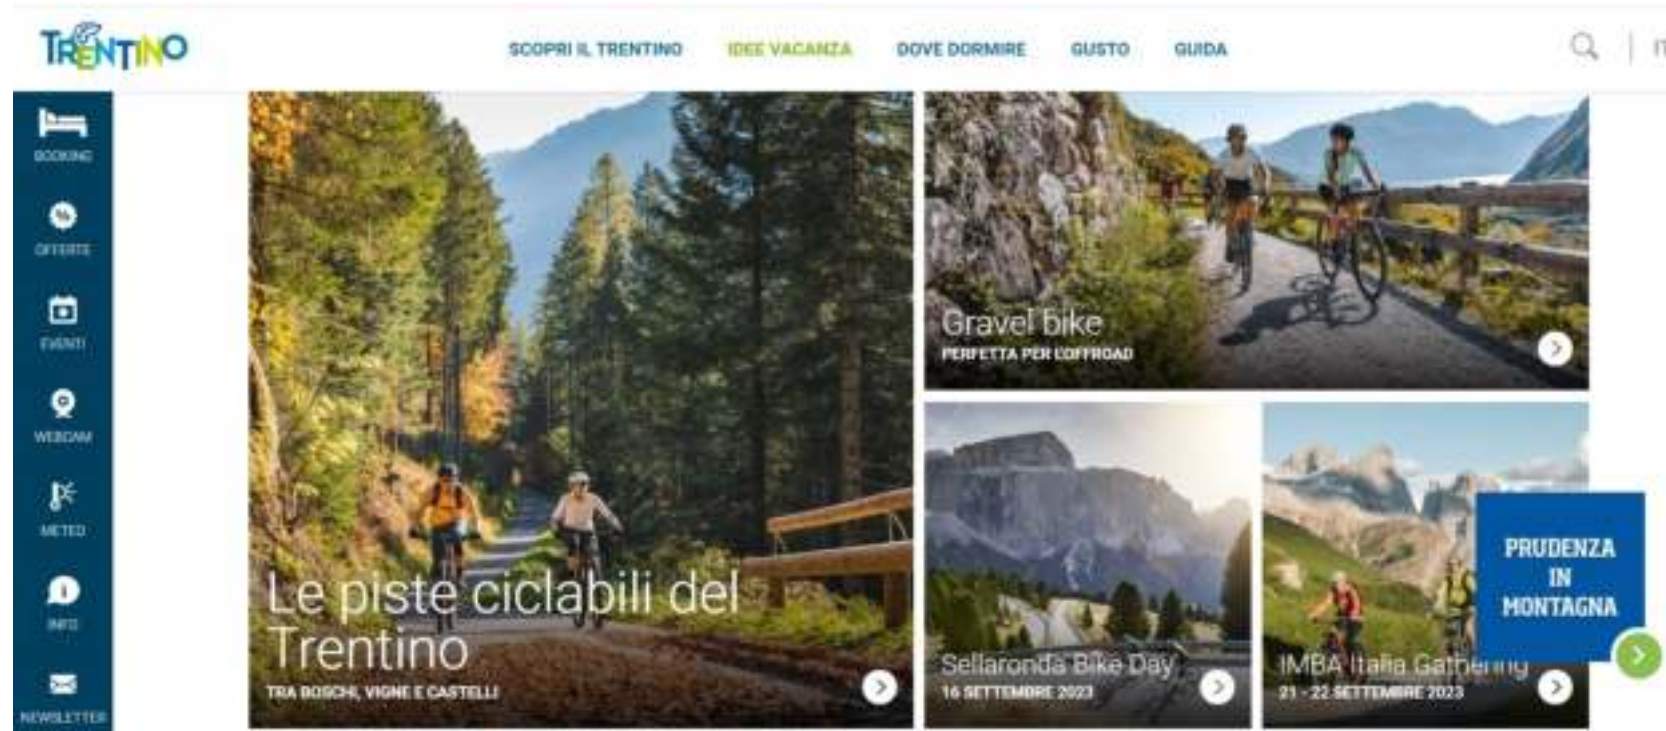 TRENTINO
SCOPRI IL TRENTINO
IDEE VACANZA
DOVE DORMIRE
GUSTO
GUIDA
BOOKING
OFFERTE
EVENTI
WEBCAM
METEO
INFO
NEWSLETTER
Le piste ciclabili del
Trentino
TRA BOSCHI, VIGNE E CASTELLI
Gravel bike
PERFETTA PER L'OFFROAD
Sellaronda Bike Day
16 SETTEMBRE 2023
IMBA Italia Gathering
21 - 22 SETTEMBRE 2023
PRUDENZA
IN
MONTAGNA